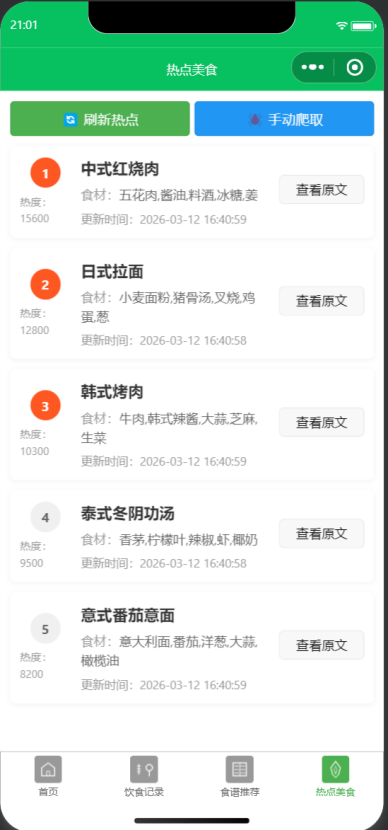 21:01
热点美食
刷新热点
手动爬取
1
中式红烧肉
食材：五花肉,酱油,料酒,冰糖,姜
热度：
15600
更新时间：2026-03-12 16:40:59
查看原文
2
日式拉面
食材：小麦面粉,猪骨汤,叉烧,鸡
蛋,葱
热度：
12800
更新时间：2026-03-12 16:40:58
查看原文
3
韩式烤肉
食材：牛肉,韩式辣酱,大蒜,芝麻,
生菜
热度：
10300
更新时间：2026-03-12 16:40:59
查看原文
4
泰式冬阴功汤
食材：香茅,柠檬叶,辣椒,虾,椰奶
热度：
9500
更新时间：2026-03-12 16:40:58
查看原文
5
意式番茄意面
食材：意大利面,番茄,洋葱,大蒜,
橄榄油
热度：
8200
更新时间：2026-03-12 16:40:59
查看原文
首页
饮食记录
食谱推荐
热点美食